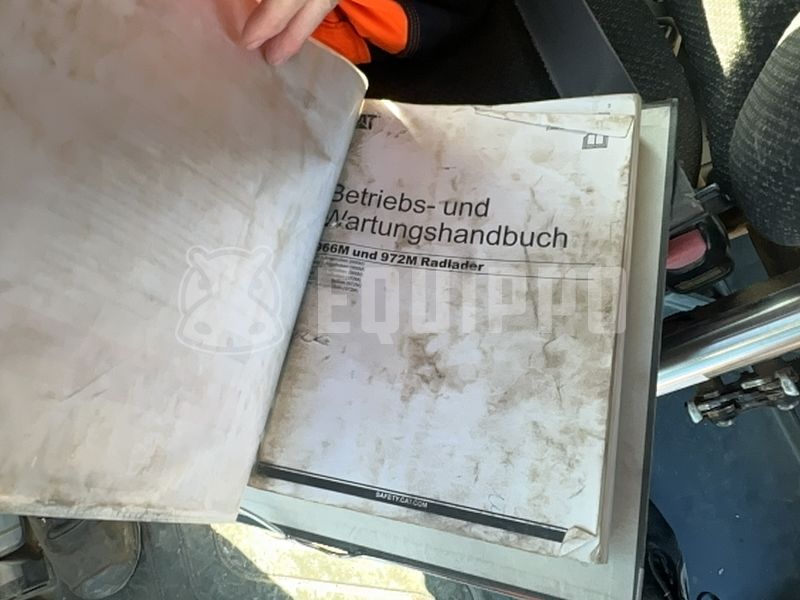 CAT
Betriebs- und
Wartungshandbuch
966M und 972M Radlader
EQUIPPO
SAFETY.CAT.COM